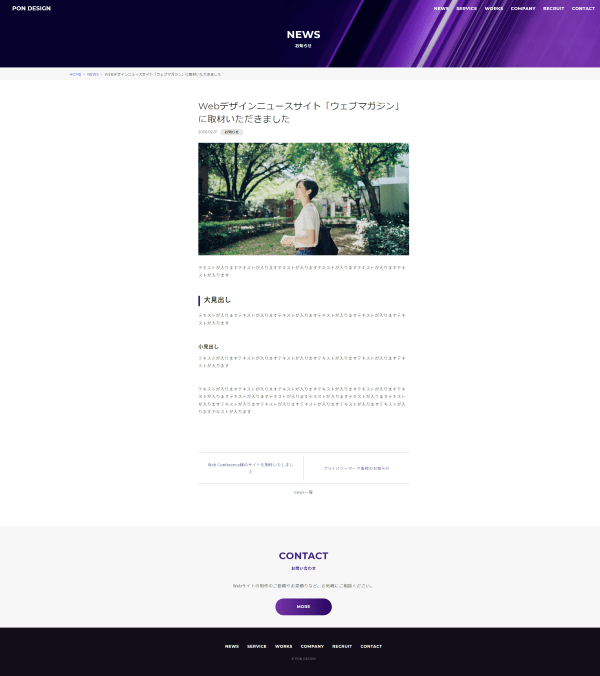 PON DESIGN
NEWS SERVICE WORKS COMPANY RECRUIT CONTACT
NEWS
お知らせ
HOME > NEWS > Webデザインニュースサイト「ウェブマガジン」に取材いただきました
Webデザインニュースサイト「ウェブマガジン」
に取材いただきました
お知らせ
テキストが入りますテキストが入りますテキストが入りますテキストが入りますテキストが入りますテキ
ストが入ります
大見出し
テキストが入りますテキストが入りますテキストが入りますテキストが入りますテキストが入りますテキ
ストが入ります
小見出し
テキストが入りますテキストが入りますテキストが入りますテキストが入りますテキストが入りますテキ
ストが入ります
テキストが入りますテキストが入りますテキストが入りますテキストが入りますテキストが入りますテキ
ストが入りますテキストが入りますテキストが入りますテキストが入りますテキストが入りますテキスト
が入りますテキストが入りますテキストが入りますテキストが入りますテキストが入りますテキストが入
りますテキストが入ります
Web Conference様のサイトを制作いたしまし
た
プライバシーマーク取得のお知らせ
news一覧
CONTACT
お問い合わせ
Webサイトの制作のご依頼やお見積りなど、お気軽にご相談ください。
MORE
NEWS SERVICE WORKS COMPANY RECRUIT CONTACT
© PON DESIGN